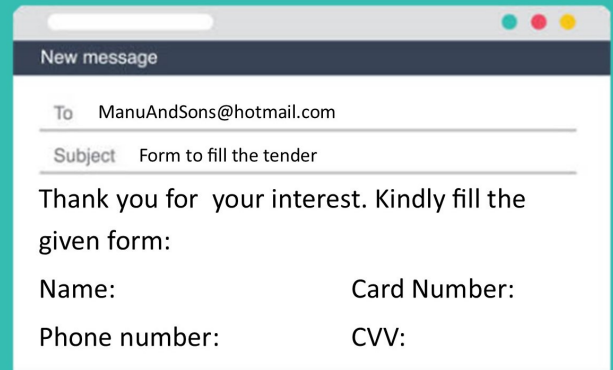 New message
To ManuAndSons@hotmail.com
Subject Form to fill the tender
Thank you for your interest. Kindly fill the
given form:
Name: Card Number:
Phone number: CVV: